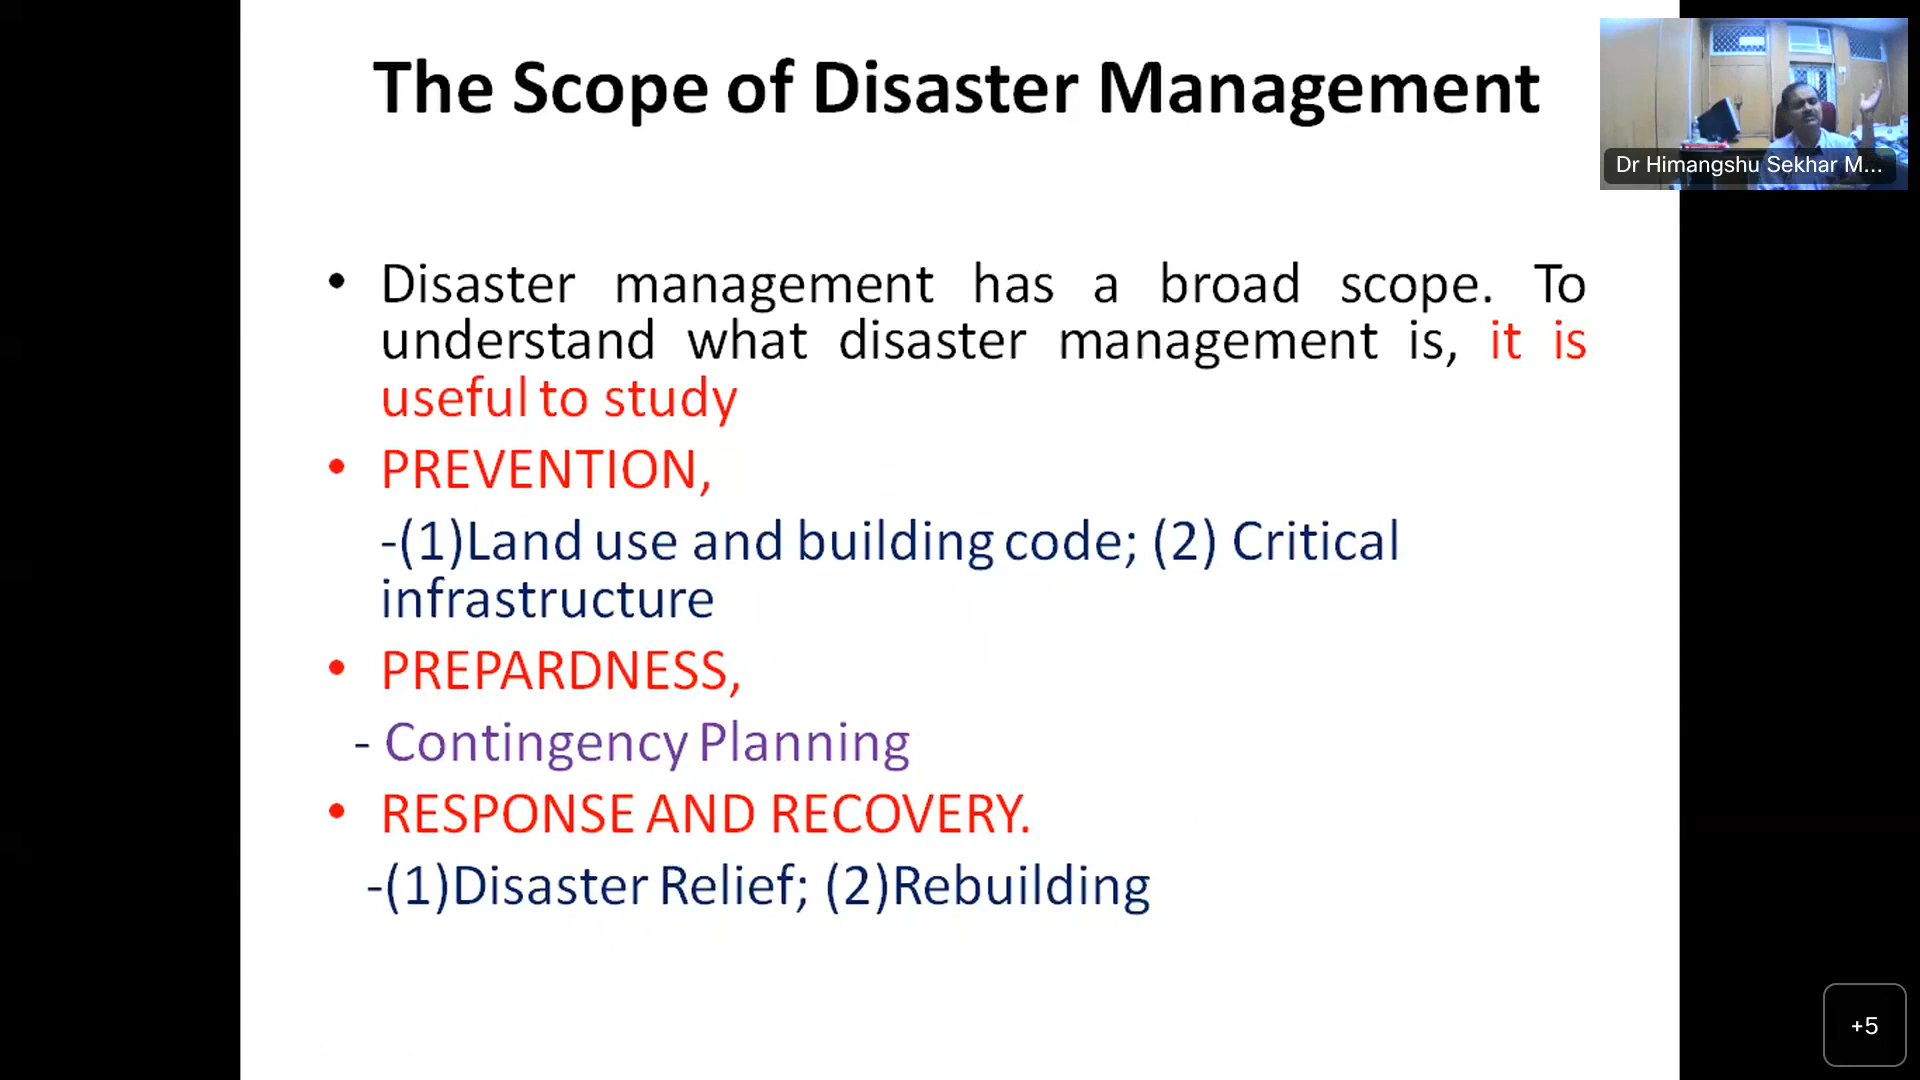 The Scope of Disaster Management
Dr Himangshu Sekhar M...
• Disaster management has a broad scope. To
understand what disaster management is, it is
useful to study
• PREVENTION,
-(1)Land use and building code; (2) Critical
infrastructure
• PREPARDNESS,
- Contingency Planning
• RESPONSE AND RECOVERY.
-(1)Disaster Relief; (2)Rebuilding
+5